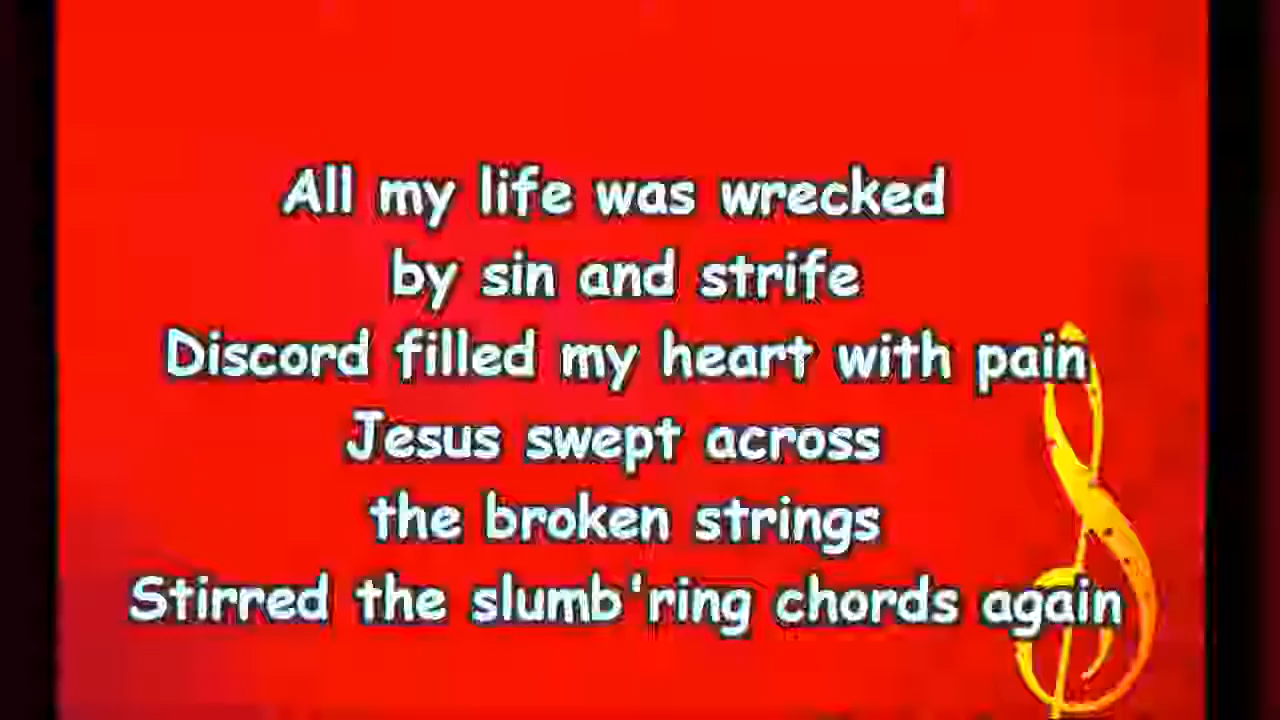 All my life was wrecked
by sin and strife
Discord filled my heart with pain
Jesus swept across
the broken strings
Stirred the slumb'ring chords again